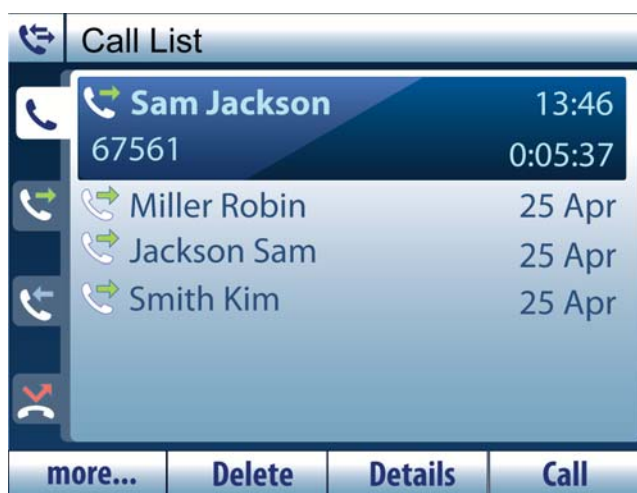 Call List
Sam Jackson 13:46
67561 0:05:37
Miller Robin 25 Apr
Jackson Sam 25 Apr
Smith Kim 25 Apr
more... Delete Details Call